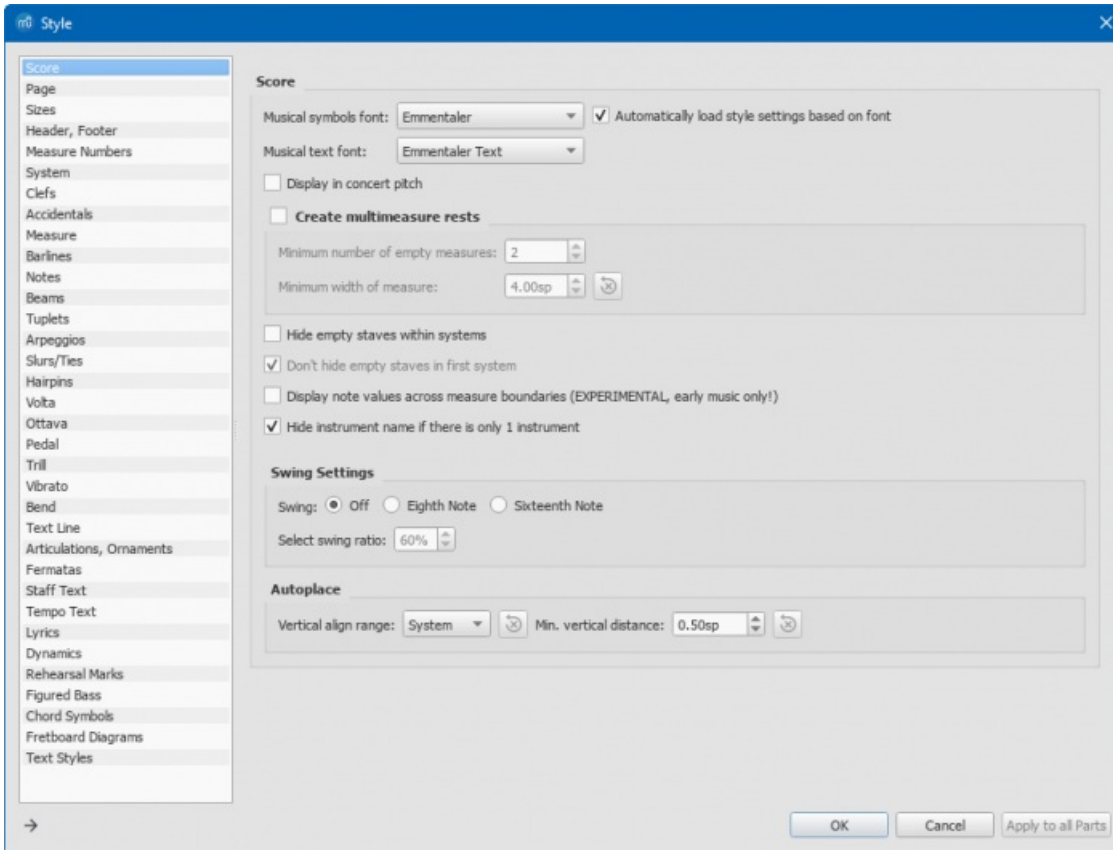 Style
Score
Page
Sizes
Header, Footer
Measure Numbers
System
Clefs
Accidentals
Measure
Barlines
Notes
Beams
Tuplets
Arpeggios
Slurs/Ties
Hairpins
Volta
Ottava
Pedal
Trill
Vibrato
Bend
Text Line
Articulations, Ornaments
Fermatas
Staff Text
Tempo Text
Lyrics
Dynamics
Rehearsal Marks
Figured Bass
Chord Symbols
Fretboard Diagrams
Text Styles
Score
Musical symbols font: Emmentaler Automatically load style settings based on font
Musical text font: Emmentaler Text
Display in concert pitch
Create multimeasure rests
Minimum number of empty measures: 2
Minimum width of measure: 4.00sp
Hide empty staves within systems
Don't hide empty staves in first system
Display note values across measure boundaries (EXPERIMENTAL, early music only!)
Hide instrument name if there is only 1 instrument
Swing Settings
Swing: Off Eighth Note Sixteenth Note
Select swing ratio: 60%
Autoplace
Vertical align range: System Min. vertical distance: 0.50sp
OK Cancel Apply to all Parts